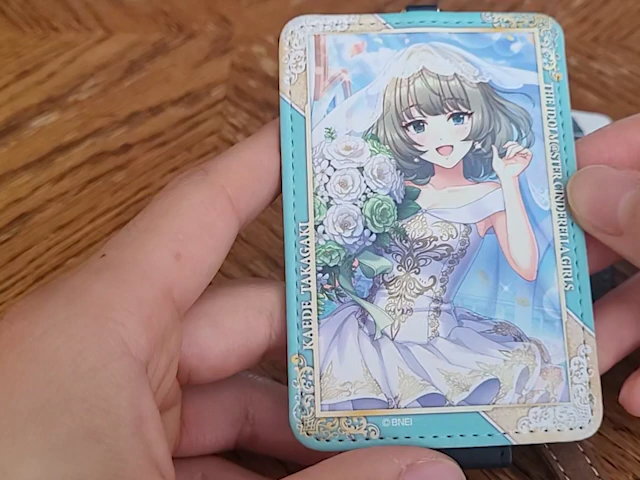 KAEDE TAKAGAKI
THE IDOLM@STER CINDERELLA GIRLS
©BNEI